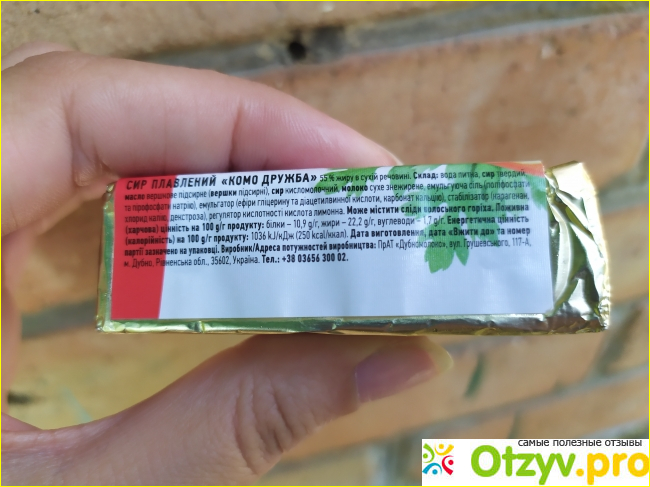 СИР ПЛАВЛЕНИЙ «КОМО ДРУЖБА» 55% жиру в сухій речовині. Склад: вода питна, сир твердий,
масло вершкове підсирне (вершки підсирні), сир кисломолочний, молоко сухе знежирене, емульгуюча сіль (поліфосфати
та пірофосфати натрію), емульгатор (ефіри гліцерину та діацетилвинної кислоти, карбонат кальцію), стабілізатор (карагенан,
хлорид калію, декстроза), регулятор кислотності кислота лимонна. Може містити сліди волоського горіха. Поживна
(харчова) цінність на 100 g/г продукту: білки – 10,9 g/г, жири – 22,2 g/г, вуглеводи – 1,7 g/г. Енергетична цінність
(калорійність) на 100 g/г продукту: 1036 kJ/кДж (250 kcal/ккал). Дата виготовлення, дата «Вжити до» та номер
партії зазначено на упаковці. Виробник/Адреса потужностей виробництва: ПрАТ «Дубномолоко», вул. Грушевського, 117-А,
м. Дубно, Рівненська обл., 35602, Україна. Тел.: +38 03656 300 02.
самые полезные отзывы
Otzyv.pro